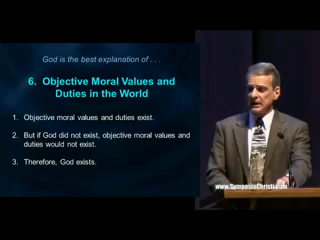 God is the best explanation of . . .
6. Objective Moral Values and
Duties in the World
1. Objective moral values and duties exist.
2. But if God did not exist, objective moral values and
duties would not exist.
3. Therefore, God exists.
www.SymposiaChristi.com